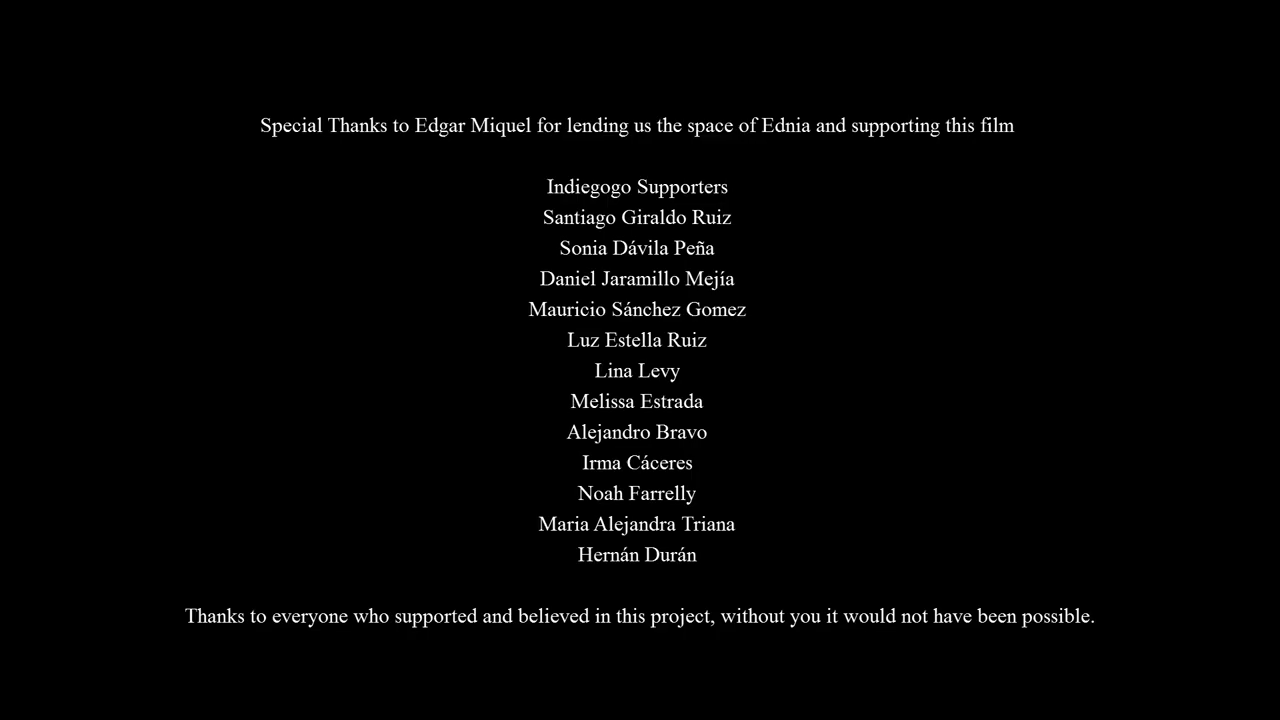 Special Thanks to Edgar Miquel for lending us the space of Ednia and supporting this film
Indiegogo Supporters
Santiago Giraldo Ruiz
Sonia Dávila Peña
Daniel Jaramillo Mejía
Mauricio Sánchez Gomez
Luz Estella Ruiz
Lina Levy
Melissa Estrada
Alejandro Bravo
Irma Cáceres
Noah Farrelly
Maria Alejandra Triana
Hernán Durán
Thanks to everyone who supported and believed in this project, without you it would not have been possible.